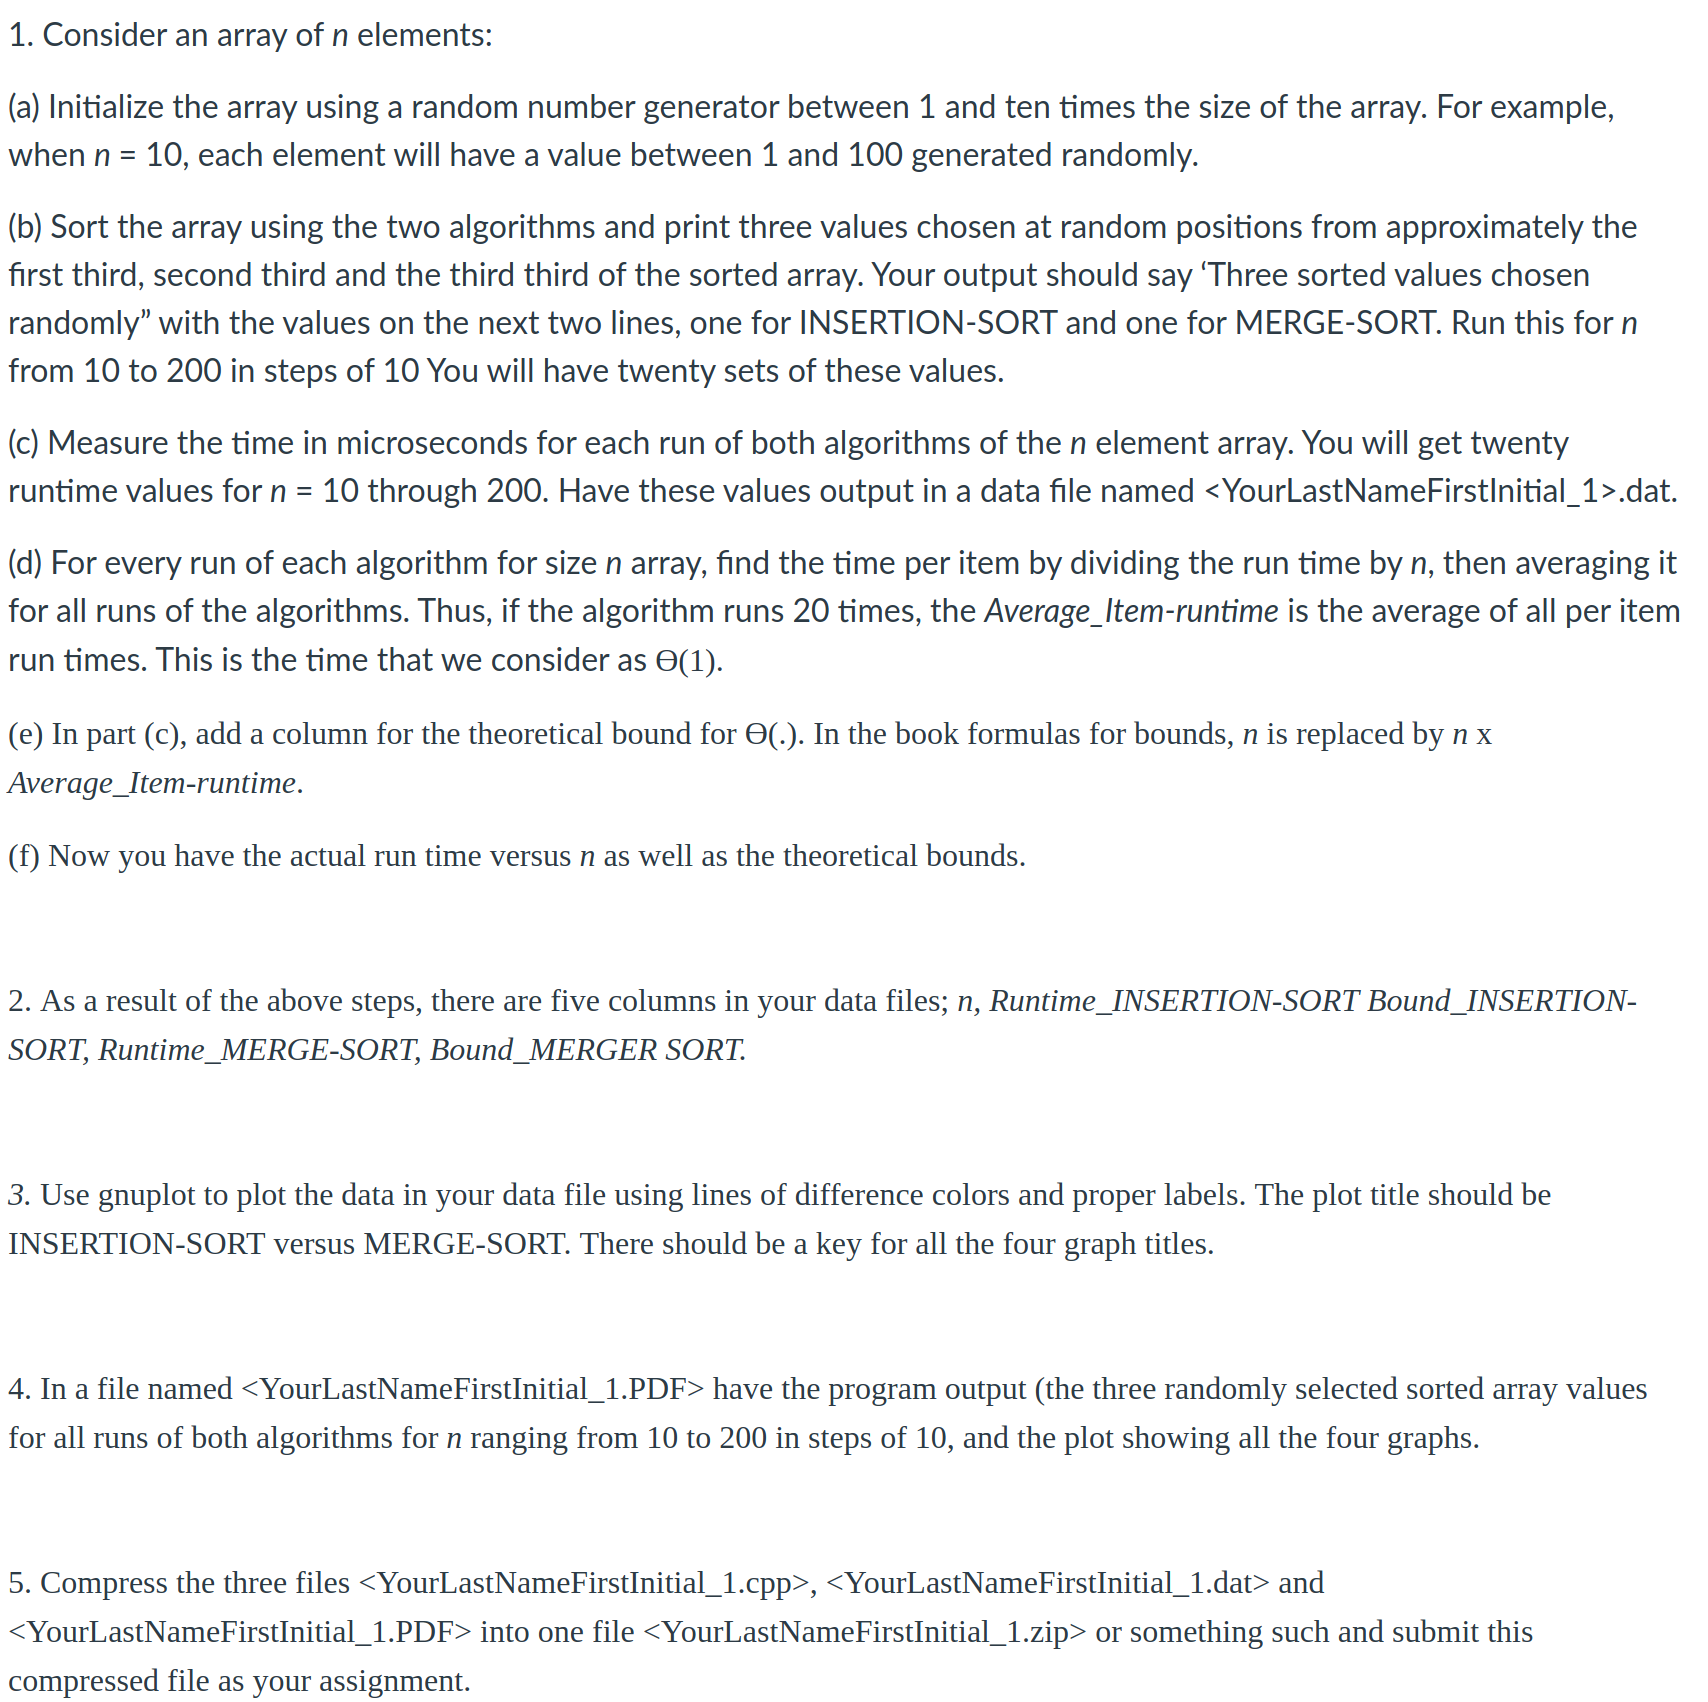 1. Consider an array of n elements:
(a) Initialize the array using a random number generator between 1 and ten times the size of the array. For example,
when n = 10, each element will have a value between 1 and 100 generated randomly.
(b) Sort the array using the two algorithms and print three values chosen at random positions from approximately the
first third, second third and the third third of the sorted array. Your output should say ‘Three sorted values chosen
randomly” with the values on the next two lines, one for INSERTION-SORT and one for MERGE-SORT. Run this for n
from 10 to 200 in steps of 10 You will have twenty sets of these values.
(c) Measure the time in microseconds for each run of both algorithms of the n element array. You will get twenty
runtime values for n = 10 through 200. Have these values output in a data file named <YourLastNameFirstInitial_1>.dat.
(d) For every run of each algorithm for size n array, find the time per item by dividing the run time by n, then averaging it
for all runs of the algorithms. Thus, if the algorithm runs 20 times, the Average_Item-runtime is the average of all per item
run times. This is the time that we consider as Ɵ(1).
(e) In part (c), add a column for the theoretical bound for Ɵ(.). In the book formulas for bounds, n is replaced by n x
Average_Item-runtime.
(f) Now you have the actual run time versus n as well as the theoretical bounds.
2. As a result of the above steps, there are five columns in your data files; n, Runtime_INSERTION-SORT Bound_INSERTION-
SORT, Runtime_MERGE-SORT, Bound_MERGER SORT.
3. Use gnuplot to plot the data in your data file using lines of difference colors and proper labels. The plot title should be
INSERTION-SORT versus MERGE-SORT. There should be a key for all the four graph titles.
4. In a file named <YourLastNameFirstInitial_1.PDF> have the program output (the three randomly selected sorted array values
for all runs of both algorithms for n ranging from 10 to 200 in steps of 10, and the plot showing all the four graphs.
5. Compress the three files <YourLastNameFirstInitial_1.cpp>, <YourLastNameFirstInitial_1.dat> and
<YourLastNameFirstInitial_1.PDF> into one file <YourLastNameFirstInitial_1.zip> or something such and submit this
compressed file as your assignment.